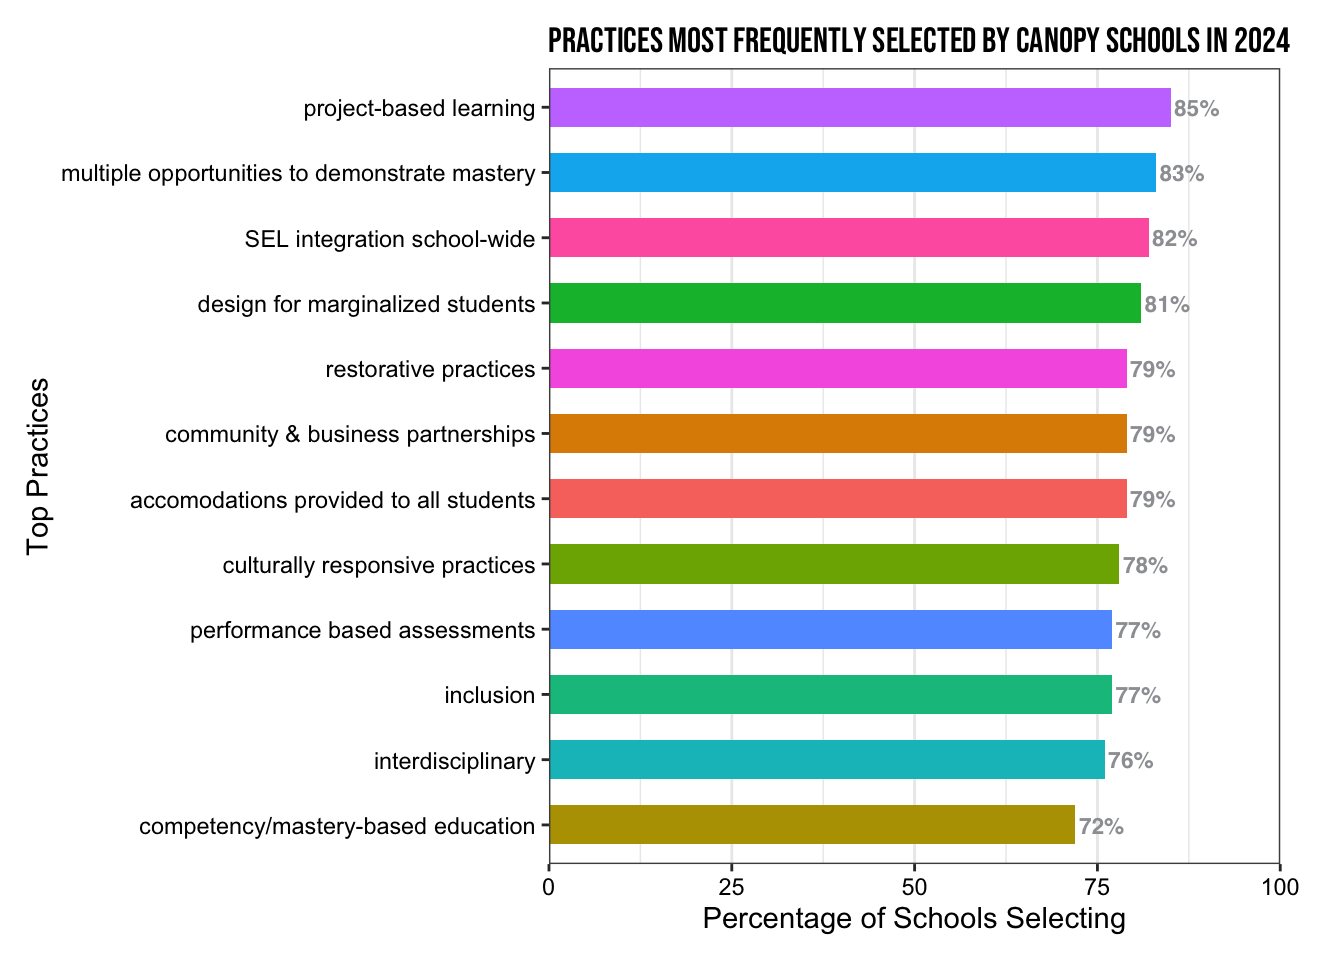 PRACTICES MOST FREQUENTLY SELECTED BY CANOPY SCHOOLS IN 2024
Top Practices
project-based learning 85%
multiple opportunities to demonstrate mastery 83%
SEL integration school-wide 82%
design for marginalized students 81%
restorative practices 79%
community & business partnerships 79%
accomodations provided to all students 79%
culturally responsive practices 78%
performance based assessments 77%
inclusion 77%
interdisciplinary 76%
competency/mastery-based education 72%
0 25 50 75 100
Percentage of Schools Selecting